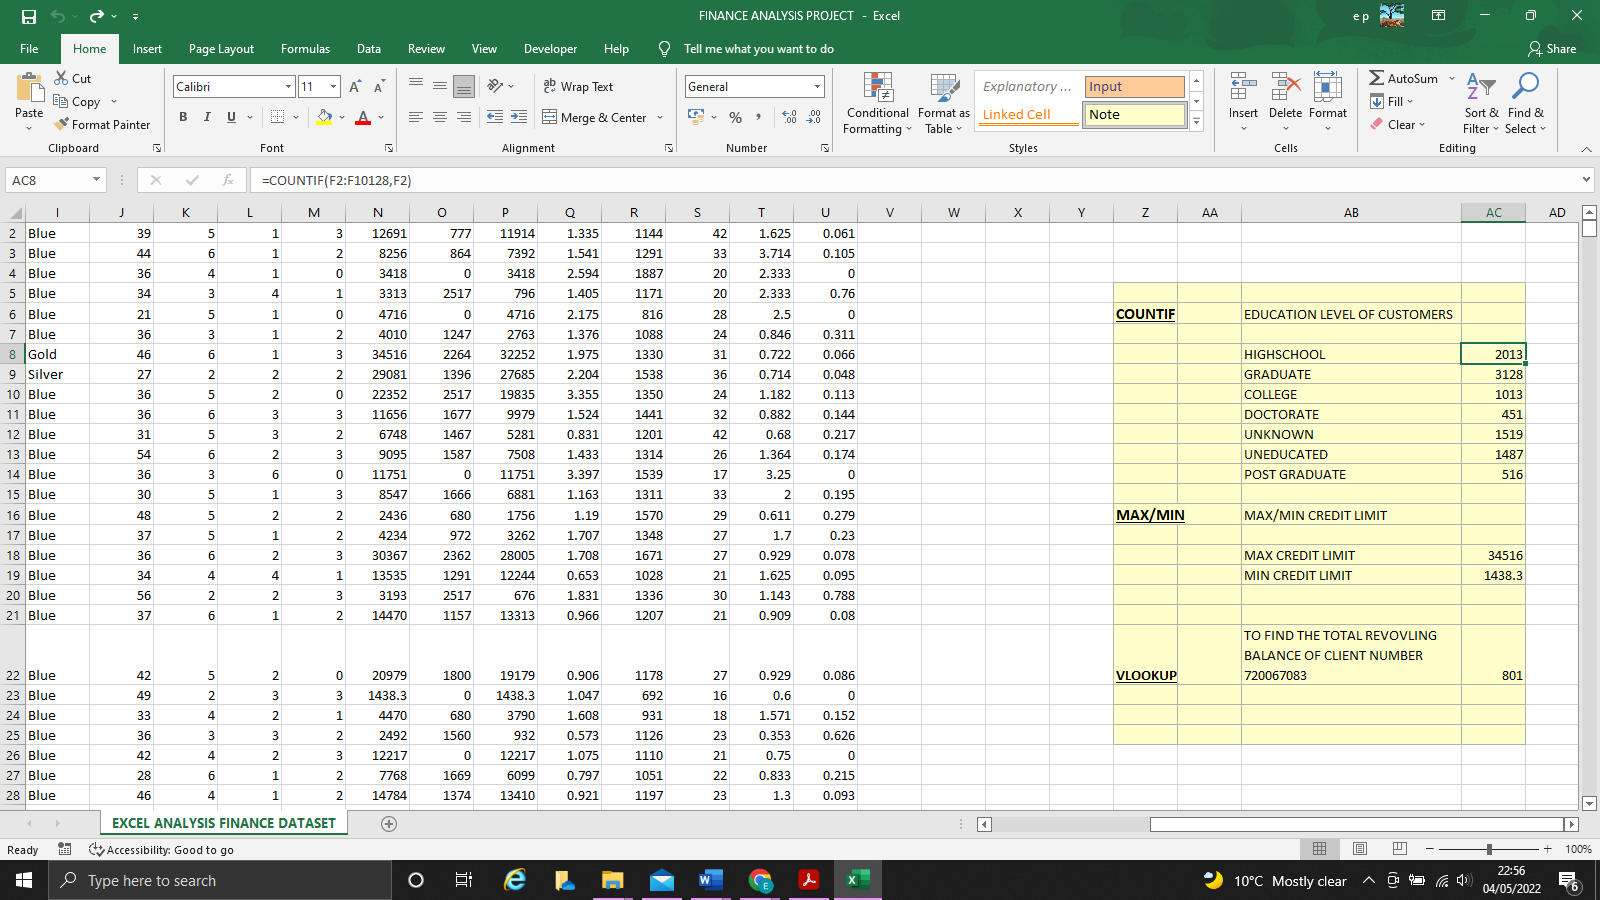 FINANCE ANALYSIS PROJECT - Excel
e p
File Home Insert Page Layout Formulas Data Review View Developer Help Tell me what you want to do Share
Paste Cut Copy Format Painter
Calibri 11
B I U A
ab Wrap Text
Merge & Center
General
% ,
Conditional Formatting Format as Table
Explanatory ... Input
Linked Cell Note
Insert Delete Format
AutoSum Fill Clear
Sort & Filter Find & Select
Clipboard Font Alignment Number Styles Cells Editing
AC8 fx =COUNTIF(F2:F10128,F2)
I J K L M N O P Q R S T U V W X Y Z AA AB AC AD
2 Blue 39 5 1 3 12691 777 11914 1.335 1144 42 1.625 0.061
3 Blue 44 6 1 2 8256 864 7392 1.541 1291 33 3.714 0.105
4 Blue 36 4 1 0 3418 0 3418 2.594 1887 20 2.333 0
5 Blue 34 3 4 1 3313 2517 796 1.405 1171 20 2.333 0.76
6 Blue 21 5 1 0 4716 0 4716 2.175 816 28 2.5 0 COUNTIF EDUCATION LEVEL OF CUSTOMERS
7 Blue 36 3 1 2 4010 1247 2763 1.376 1088 24 0.846 0.311
8 Gold 46 6 1 3 34516 2264 32252 1.975 1330 31 0.722 0.066 HIGHSCHOOL 2013
9 Silver 27 2 2 2 29081 1396 27685 2.204 1538 36 0.714 0.048 GRADUATE 3128
10 Blue 36 5 2 0 22352 2517 19835 3.355 1350 24 1.182 0.113 COLLEGE 1013
11 Blue 36 6 3 3 11656 1677 9979 1.524 1441 32 0.882 0.144 DOCTORATE 451
12 Blue 31 5 3 2 6748 1467 5281 0.831 1201 42 0.68 0.217 UNKNOWN 1519
13 Blue 54 6 2 3 9095 1587 7508 1.433 1314 26 1.364 0.174 UNEDUCATED 1487
14 Blue 36 3 6 0 11751 0 11751 3.397 1539 17 3.25 0 POST GRADUATE 516
15 Blue 30 5 1 3 8547 1666 6881 1.163 1311 33 2 0.195
16 Blue 48 5 2 2 2436 680 1756 1.19 1570 29 0.611 0.279 MAX/MIN MAX/MIN CREDIT LIMIT
17 Blue 37 5 1 2 4234 972 3262 1.707 1348 27 1.7 0.23
18 Blue 36 6 2 3 30367 2362 28005 1.708 1671 27 0.929 0.078 MAX CREDIT LIMIT 34516
19 Blue 34 4 4 1 13535 1291 12244 0.653 1028 21 1.625 0.095 MIN CREDIT LIMIT 1438.3
20 Blue 56 2 2 3 3193 2517 676 1.831 1336 30 1.143 0.788
21 Blue 37 6 1 2 14470 1157 13313 0.966 1207 21 0.909 0.08
TO FIND THE TOTAL REVOVLING
BALANCE OF CLIENT NUMBER
22 Blue 42 5 2 0 20979 1800 19179 0.906 1178 27 0.929 0.086 VLOOKUP 720067083 801
23 Blue 49 2 3 3 1438.3 0 1438.3 1.047 692 16 0.6 0
24 Blue 33 4 2 1 4470 680 3790 1.608 931 18 1.571 0.152
25 Blue 36 3 3 2 2492 1560 932 0.573 1126 23 0.353 0.626
26 Blue 42 4 2 3 12217 0 12217 1.075 1110 21 0.75 0
27 Blue 28 6 1 2 7768 1669 6099 0.797 1051 22 0.833 0.215
28 Blue 46 4 1 2 14784 1374 13410 0.921 1197 23 1.3 0.093
EXCEL ANALYSIS FINANCE DATASET
Ready Accessibility: Good to go 100%
Type here to search
10°C Mostly clear
22:56
04/05/2022
6